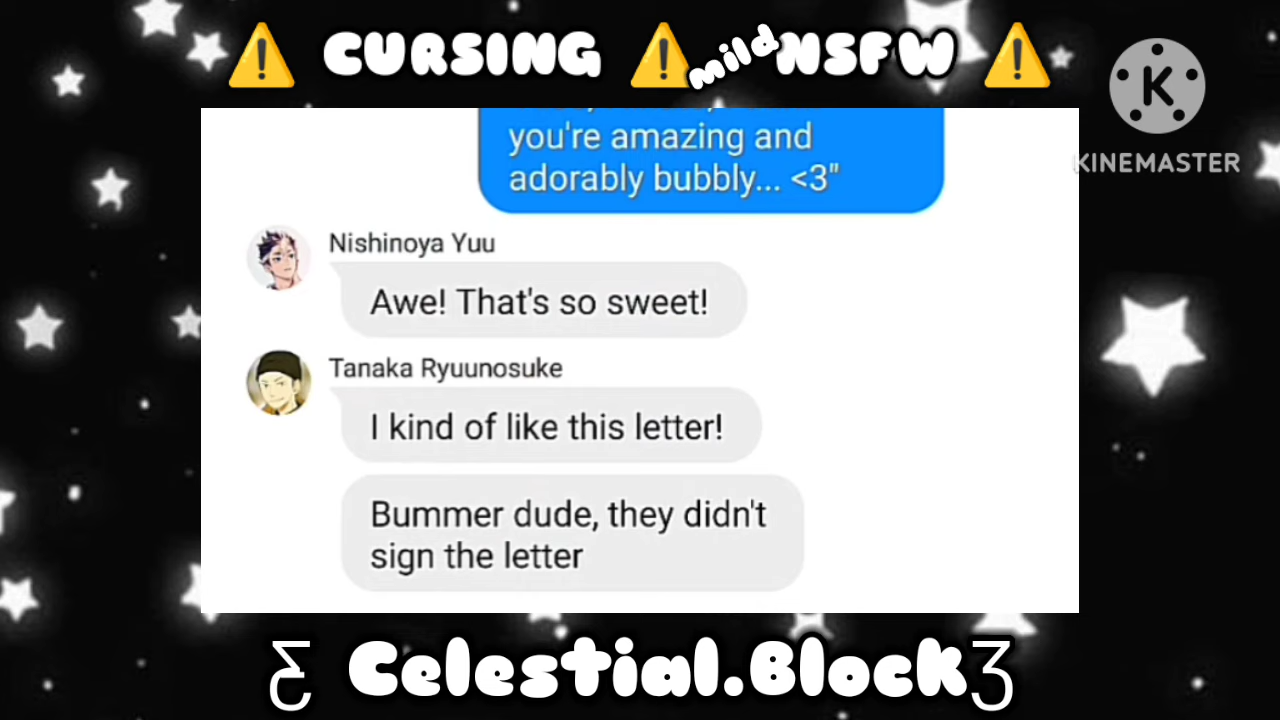 ⚠️ CURSING ⚠️ mild NSFW ⚠️
K
KINEMASTER
you're amazing and
adorably bubbly... <3"
Nishinoya Yuu
Awe! That's so sweet!
Tanaka Ryuunosuke
I kind of like this letter!
Bummer dude, they didn't
sign the letter
Ƹ Celestial.Block Ʒ